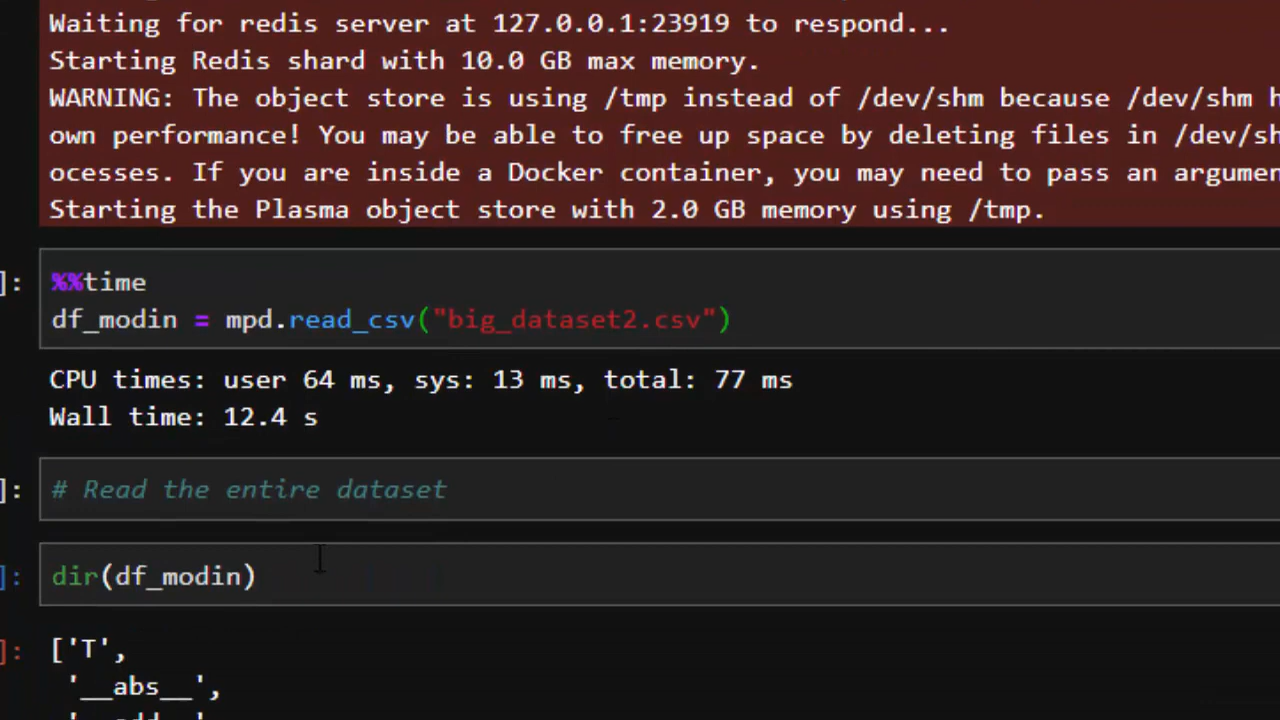 Waiting for redis server at 127.0.0.1:23919 to respond...
Starting Redis shard with 10.0 GB max memory.
WARNING: The object store is using /tmp instead of /dev/shm because /dev/shm h
own performance! You may be able to free up space by deleting files in /dev/sh
ocesses. If you are inside a Docker container, you may need to pass an argumen
Starting the Plasma object store with 2.0 GB memory using /tmp.
]: %%time
df_modin = mpd.read_csv("big_dataset2.csv")
CPU times: user 64 ms, sys: 13 ms, total: 77 ms
Wall time: 12.4 s
]: # Read the entire dataset
]: dir(df_modin)
]: ['T',
'__abs__',